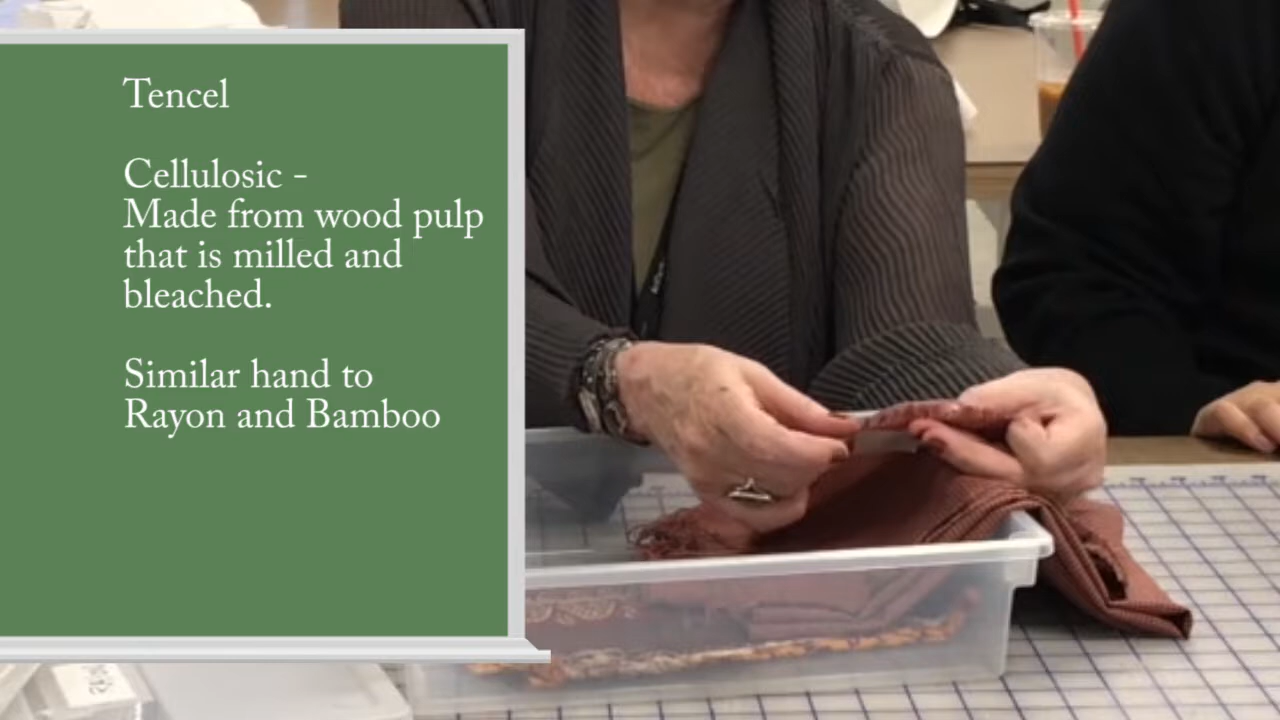 Tencel
Cellulosic -
Made from wood pulp
that is milled and
bleached.
Similar hand to
Rayon and Bamboo